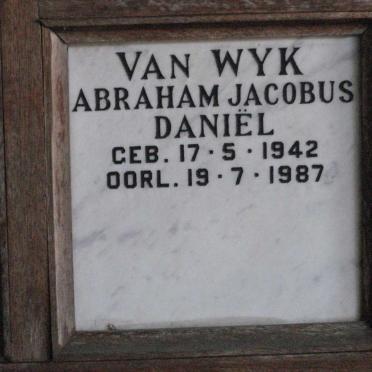 VAN WYK
ABRAHAM JACOBUS
DANIËL
GEB. 17·5·1942
OORL. 19·7·1987